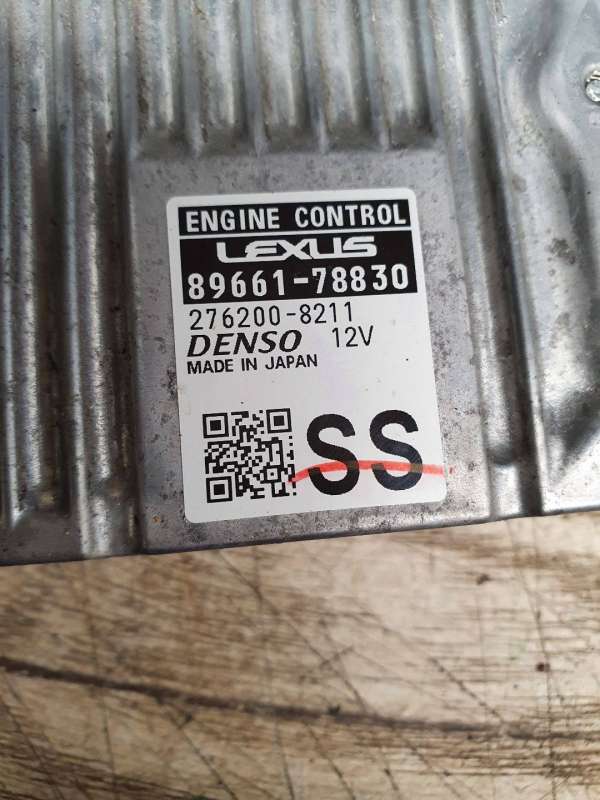 ENGINE CONTROL
LEXUS
89661-78830
276200-8211
DENSO 12V
MADE IN JAPAN
SS